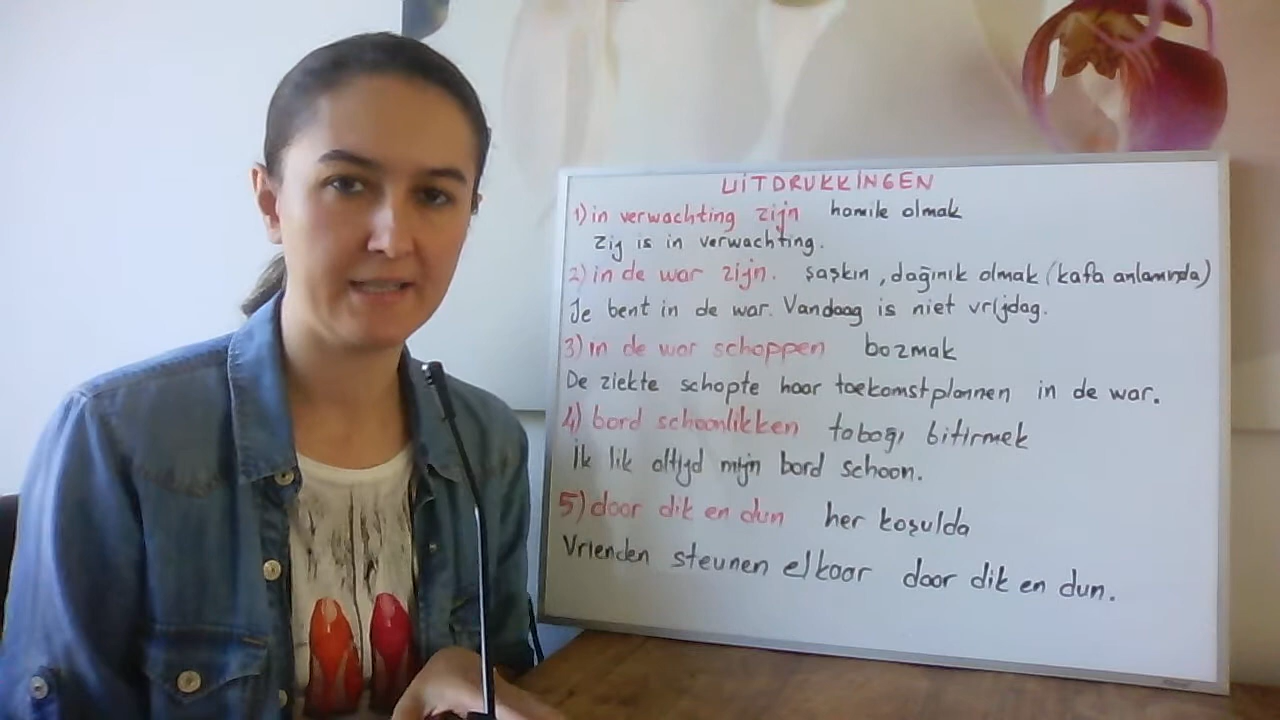 UİTDRUKKİNGEN
1) in verwachting zijn hamile olmak
Zij is in verwachting.
2) in de war zijn. şaşkın, dağınık olmak (kafa anlamında)
Je bent in de war. Vandaag is niet vrijdag.
3) in de war schoppen bozmak
De ziekte schopte haar toekomstplannen in de war.
4) bord schoonlikken tabağı bitirmek
İk lik altijd mijn bord schoon.
5) door dik en dun her koşulda
Vrienden steunen elkaar door dik en dun.